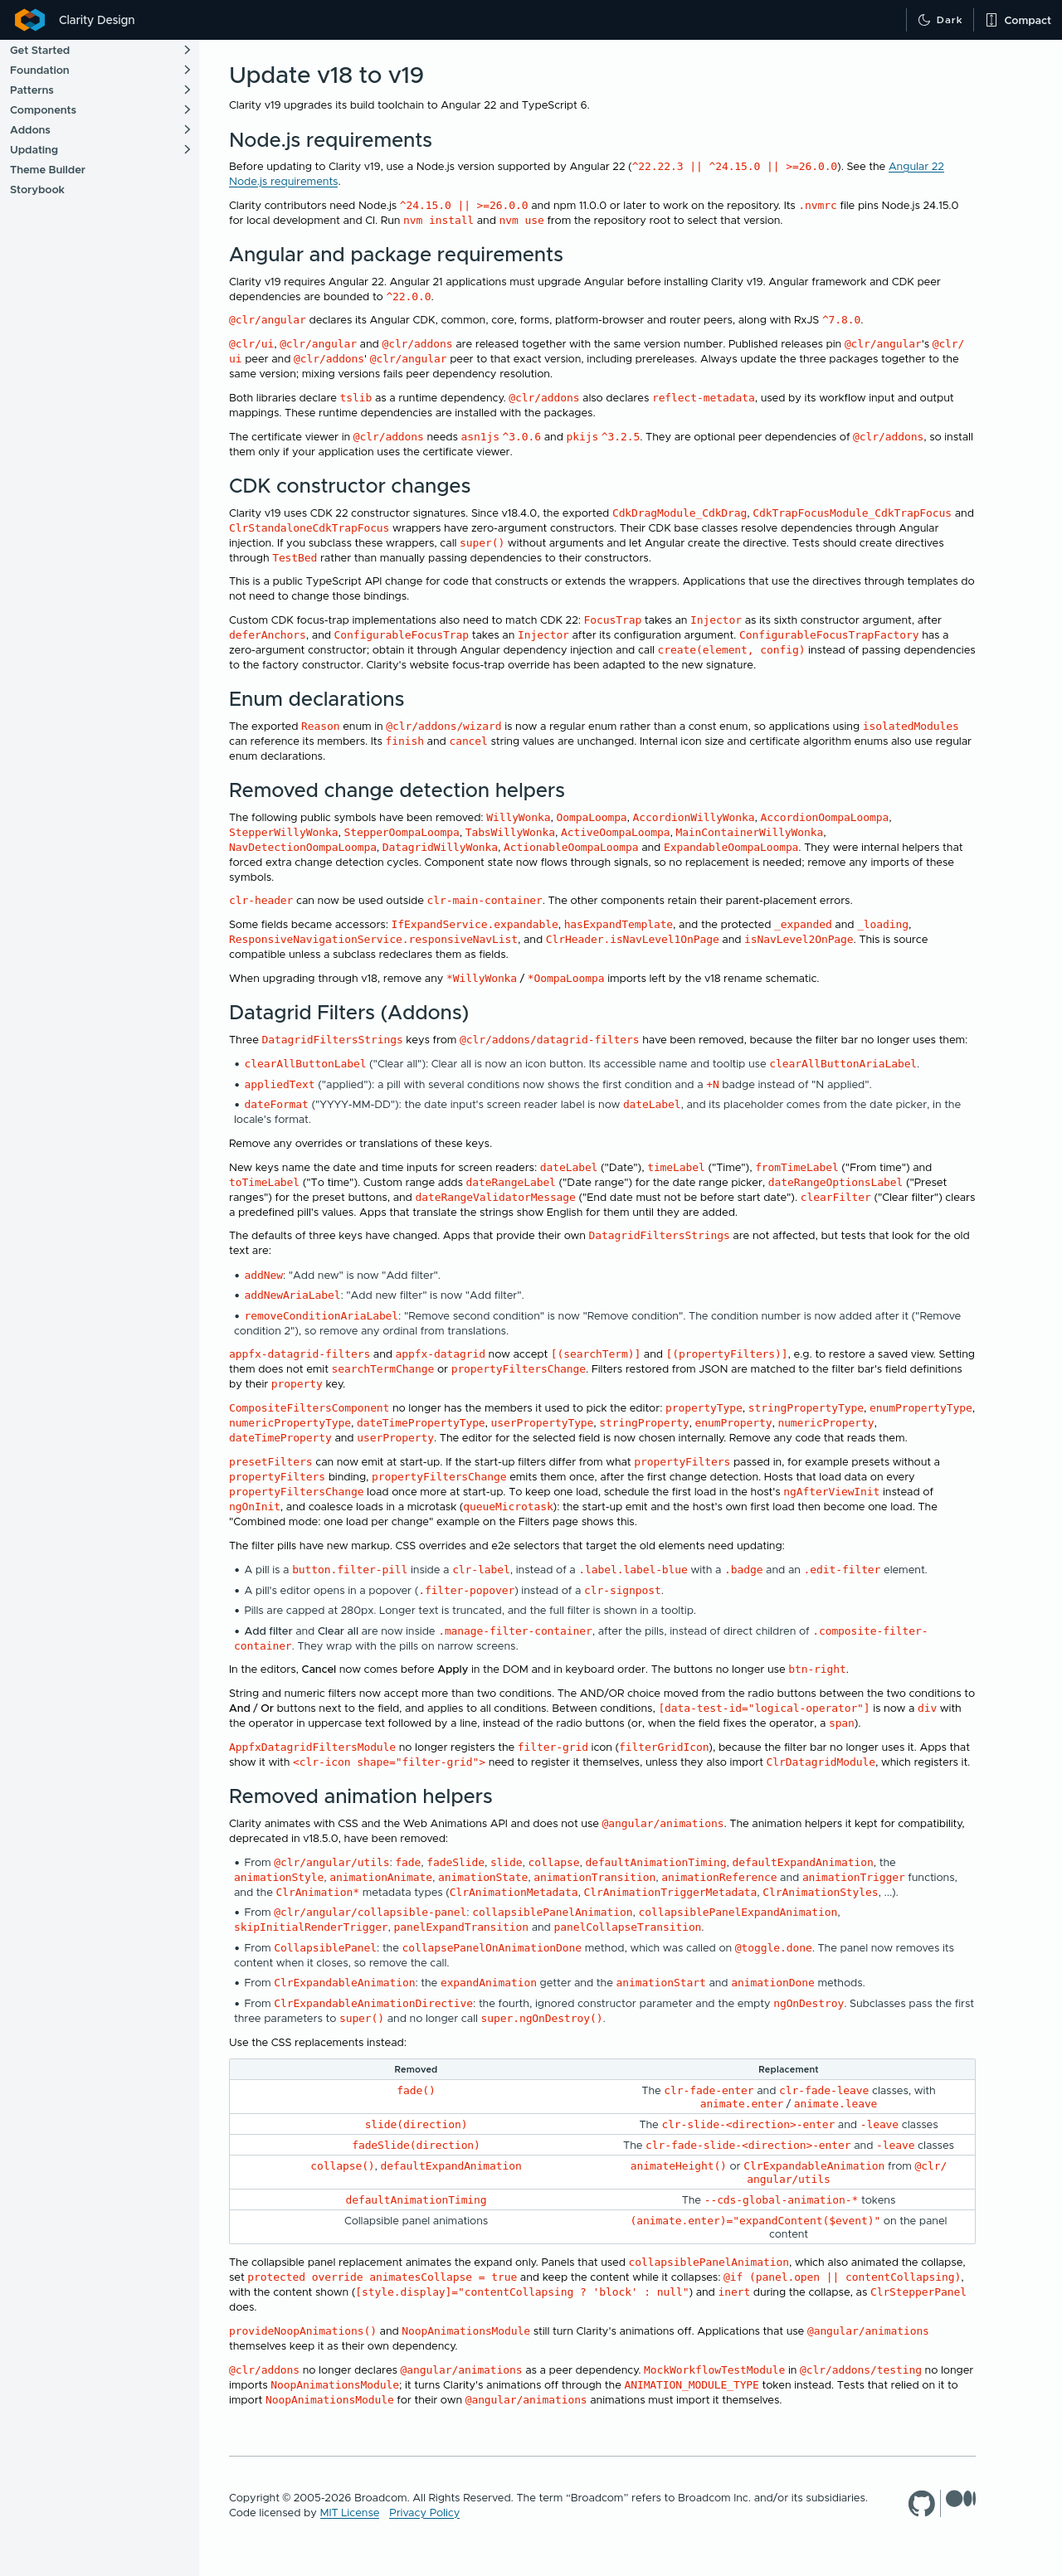 Clarity Design
Dark
Compact
Get Started
Foundation
Patterns
Components
Addons
Updating
Theme Builder
Storybook
Update v18 to v19
Clarity v19 upgrades its build toolchain to Angular 22 and TypeScript 6.
Node.js requirements
Before updating to Clarity v19, use a Node.js version supported by Angular 22 (^22.22.3 || ^24.15.0 || >=26.0.0). See the Angular 22
Node.js requirements.
Clarity contributors need Node.js ^24.15.0 || >=26.0.0 and npm 11.0.0 or later to work on the repository. Its .nvmrc file pins Node.js 24.15.0
for local development and CI. Run nvm install and nvm use from the repository root to select that version.
Angular and package requirements
Clarity v19 requires Angular 22. Angular 21 applications must upgrade Angular before installing Clarity v19. Angular framework and CDK peer
dependencies are bounded to ^22.0.0.
@clr/angular declares its Angular CDK, common, core, forms, platform-browser and router peers, along with RxJS ^7.8.0.
@clr/ui, @clr/angular and @clr/addons are released together with the same version number. Published releases pin @clr/angular's @clr/
ui peer and @clr/addons' @clr/angular peer to that exact version, including prereleases. Always update the three packages together to the
same version; mixing versions fails peer dependency resolution.
Both libraries declare tslib as a runtime dependency. @clr/addons also declares reflect-metadata, used by its workflow input and output
mappings. These runtime dependencies are installed with the packages.
The certificate viewer in @clr/addons needs asn1js ^3.0.6 and pkijs ^3.2.5. They are optional peer dependencies of @clr/addons, so install
them only if your application uses the certificate viewer.
CDK constructor changes
Clarity v19 uses CDK 22 constructor signatures. Since v18.4.0, the exported CdkDragModule_CdkDrag, CdkTrapFocusModule_CdkTrapFocus and
ClrStandaloneCdkTrapFocus wrappers have zero-argument constructors. Their CDK base classes resolve dependencies through Angular
injection. If you subclass these wrappers, call super() without arguments and let Angular create the directive. Tests should create directives
through TestBed rather than manually passing dependencies to their constructors.
This is a public TypeScript API change for code that constructs or extends the wrappers. Applications that use the directives through templates do
not need to change those bindings.
Custom CDK focus-trap implementations also need to match CDK 22: FocusTrap takes an Injector as its sixth constructor argument, after
deferAnchors, and ConfigurableFocusTrap takes an Injector after its configuration argument. ConfigurableFocusTrapFactory has a
zero-argument constructor; obtain it through Angular dependency injection and call create(element, config) instead of passing dependencies
to the factory constructor. Clarity's website focus-trap override has been adapted to the new signature.
Enum declarations
The exported Reason enum in @clr/addons/wizard is now a regular enum rather than a const enum, so applications using isolatedModules
can reference its members. Its finish and cancel string values are unchanged. Internal icon size and certificate algorithm enums also use regular
enum declarations.
Removed change detection helpers
The following public symbols have been removed: WillyWonka, OompaLoompa, AccordionWillyWonka, AccordionOompaLoompa,
StepperWillyWonka, StepperOompaLoompa, TabsWillyWonka, ActiveOompaLoompa, MainContainerWillyWonka,
NavDetectionOompaLoompa, DatagridWillyWonka, ActionableOompaLoompa and ExpandableOompaLoompa. They were internal helpers that
forced extra change detection cycles. Component state now flows through signals, so no replacement is needed; remove any imports of these
symbols.
clr-header can now be used outside clr-main-container. The other components retain their parent-placement errors.
Some fields became accessors: IfExpandService.expandable, hasExpandTemplate, and the protected _expanded and _loading,
ResponsiveNavigationService.responsiveNavList, and ClrHeader.isNavLevel1OnPage and isNavLevel2OnPage. This is source
compatible unless a subclass redeclares them as fields.
When upgrading through v18, remove any *WillyWonka / *OompaLoompa imports left by the v18 rename schematic.
Datagrid Filters (Addons)
Three DatagridFiltersStrings keys from @clr/addons/datagrid-filters have been removed, because the filter bar no longer uses them:
• clearAllButtonLabel ("Clear all"): Clear all is now an icon button. Its accessible name and tooltip use clearAllButtonAriaLabel.
• appliedText ("applied"): a pill with several conditions now shows the first condition and a +N badge instead of "N applied".
• dateFormat ("YYYY-MM-DD"): the date input's screen reader label is now dateLabel, and its placeholder comes from the date picker, in the
locale's format.
Remove any overrides or translations of these keys.
New keys name the date and time inputs for screen readers: dateLabel ("Date"), timeLabel ("Time"), fromTimeLabel ("From time") and
toTimeLabel ("To time"). Custom range adds dateRangeLabel ("Date range") for the date range picker, dateRangeOptionsLabel ("Preset
ranges") for the preset buttons, and dateRangeValidatorMessage ("End date must not be before start date"). clearFilter ("Clear filter") clears
a predefined pill's values. Apps that translate the strings show English for them until they are added.
The defaults of three keys have changed. Apps that provide their own DatagridFiltersStrings are not affected, but tests that look for the old
text are:
• addNew: "Add new" is now "Add filter".
• addNewAriaLabel: "Add new filter" is now "Add filter".
• removeConditionAriaLabel: "Remove second condition" is now "Remove condition". The condition number is now added after it ("Remove
condition 2"), so remove any ordinal from translations.
appfx-datagrid-filters and appfx-datagrid now accept [(searchTerm)] and [(propertyFilters)], e.g. to restore a saved view. Setting
them does not emit searchTermChange or propertyFiltersChange. Filters restored from JSON are matched to the filter bar's field definitions
by their property key.
CompositeFiltersComponent no longer has the members it used to pick the editor: propertyType, stringPropertyType, enumPropertyType,
numericPropertyType, dateTimePropertyType, userPropertyType, stringProperty, enumProperty, numericProperty,
dateTimeProperty and userProperty. The editor for the selected field is now chosen internally. Remove any code that reads them.
presetFilters can now emit at start-up. If the start-up filters differ from what propertyFilters passed in, for example presets without a
propertyFilters binding, propertyFiltersChange emits them once, after the first change detection. Hosts that load data on every
propertyFiltersChange load once more at start-up. To keep one load, schedule the first load in the host's ngAfterViewInit instead of
ngOnInit, and coalesce loads in a microtask (queueMicrotask): the start-up emit and the host's own first load then become one load. The
"Combined mode: one load per change" example on the Filters page shows this.
The filter pills have new markup. CSS overrides and e2e selectors that target the old elements need updating:
• A pill is a button.filter-pill inside a clr-label, instead of a .label.label-blue with a .badge and an .edit-filter element.
• A pill's editor opens in a popover (.filter-popover) instead of a clr-signpost.
• Pills are capped at 280px. Longer text is truncated, and the full filter is shown in a tooltip.
• Add filter and Clear all are now inside .manage-filter-container, after the pills, instead of direct children of .composite-filter-
container. They wrap with the pills on narrow screens.
In the editors, Cancel now comes before Apply in the DOM and in keyboard order. The buttons no longer use btn-right.
String and numeric filters now accept more than two conditions. The AND/OR choice moved from the radio buttons between the two conditions to
And / Or buttons next to the field, and applies to all conditions. Between conditions, [data-test-id="logical-operator"] is now a div with
the operator in uppercase text followed by a line, instead of the radio buttons (or, when the field fixes the operator, a span).
AppfxDatagridFiltersModule no longer registers the filter-grid icon (filterGridIcon), because the filter bar no longer uses it. Apps that
show it with <clr-icon shape="filter-grid"> need to register it themselves, unless they also import ClrDatagridModule, which registers it.
Removed animation helpers
Clarity animates with CSS and the Web Animations API and does not use @angular/animations. The animation helpers it kept for compatibility,
deprecated in v18.5.0, have been removed:
• From @clr/angular/utils: fade, fadeSlide, slide, collapse, defaultAnimationTiming, defaultExpandAnimation, the
animationStyle, animationAnimate, animationState, animationTransition, animationReference and animationTrigger functions,
and the ClrAnimation* metadata types (ClrAnimationMetadata, ClrAnimationTriggerMetadata, ClrAnimationStyles, ...).
• From @clr/angular/collapsible-panel: collapsiblePanelAnimation, collapsiblePanelExpandAnimation,
skipInitialRenderTrigger, panelExpandTransition and panelCollapseTransition.
• From CollapsiblePanel: the collapsePanelOnAnimationDone method, which was called on @toggle.done. The panel now removes its
content when it closes, so remove the call.
• From ClrExpandableAnimation: the expandAnimation getter and the animationStart and animationDone methods.
• From ClrExpandableAnimationDirective: the fourth, ignored constructor parameter and the empty ngOnDestroy. Subclasses pass the first
three parameters to super() and no longer call super.ngOnDestroy().
Use the CSS replacements instead:
Removed
Replacement
fade()
The clr-fade-enter and clr-fade-leave classes, with
animate.enter / animate.leave
slide(direction)
The clr-slide-<direction>-enter and -leave classes
fadeSlide(direction)
The clr-fade-slide-<direction>-enter and -leave classes
collapse(), defaultExpandAnimation
animateHeight() or ClrExpandableAnimation from @clr/
angular/utils
defaultAnimationTiming
The --cds-global-animation-* tokens
Collapsible panel animations
(animate.enter)="expandContent($event)" on the panel
content
The collapsible panel replacement animates the expand only. Panels that used collapsiblePanelAnimation, which also animated the collapse,
set protected override animatesCollapse = true and keep the content while it collapses: @if (panel.open || contentCollapsing),
with the content shown ([style.display]="contentCollapsing ? 'block' : null") and inert during the collapse, as ClrStepperPanel
does.
provideNoopAnimations() and NoopAnimationsModule still turn Clarity's animations off. Applications that use @angular/animations
themselves keep it as their own dependency.
@clr/addons no longer declares @angular/animations as a peer dependency. MockWorkflowTestModule in @clr/addons/testing no longer
imports NoopAnimationsModule; it turns Clarity's animations off through the ANIMATION_MODULE_TYPE token instead. Tests that relied on it to
import NoopAnimationsModule for their own @angular/animations animations must import it themselves.
Copyright © 2005-2026 Broadcom. All Rights Reserved. The term “Broadcom” refers to Broadcom Inc. and/or its subsidiaries.
Code licensed by MIT License Privacy Policy